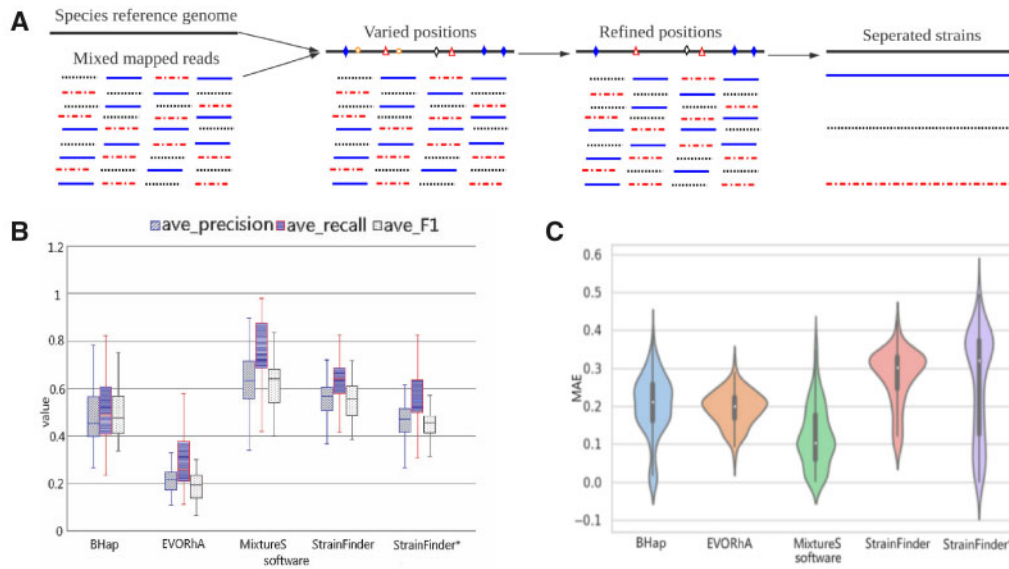 A
Species reference genome
Mixed mapped reads
Varied positions
Refined positions
Seperated strains
B
ave_precision ave_recall ave_F1
1.2
1
0.8
0.6
0.4
0.2
0
value
BHap EVORhA MixtureS StrainFinder StrainFinder*
software
C
0.6
0.5
0.4
0.3
0.2
0.1
0.0
−0.1
MAE
BHap EVORhA MixtureS StrainFinder StrainFinder*
software